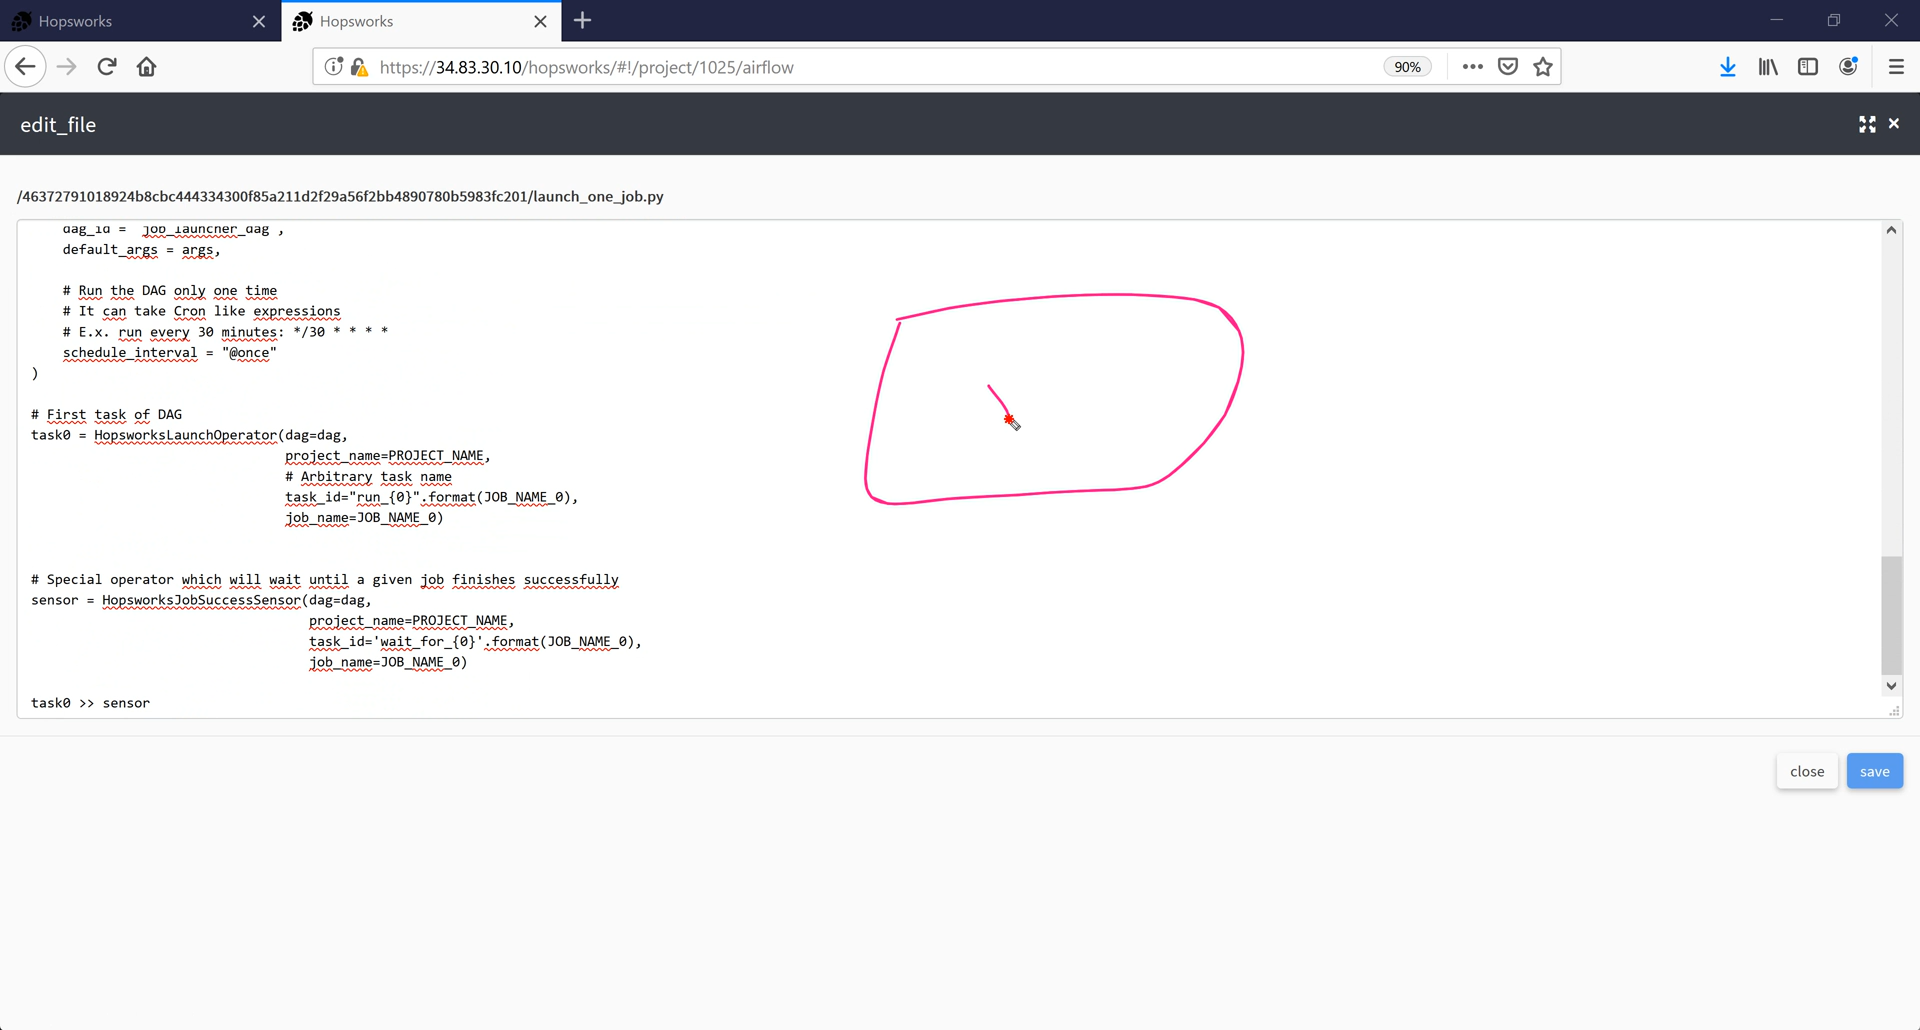 Hopsworks
Hopsworks
https://34.83.30.10/hopsworks/#!/project/1025/airflow
90%
edit_file
/46372791018924b8cbc444334300f85a211d2f29a56f2bb4890780b5983fc201/launch_one_job.py
dag_id = "job_launcher_dag",
default_args = args,
# Run the DAG only one time
# It can take Cron like expressions
# E.x. run every 30 minutes: */30 * * * *
schedule_interval = "@once"
)
# First task of DAG
task0 = HopsworksLaunchOperator(dag=dag,
project_name=PROJECT_NAME,
# Arbitrary task name
task_id="run_{0}".format(JOB_NAME_0),
job_name=JOB_NAME_0)
# Special operator which will wait until a given job finishes successfully
sensor = HopsworksJobSuccessSensor(dag=dag,
project_name=PROJECT_NAME,
task_id='wait_for_{0}'.format(JOB_NAME_0),
job_name=JOB_NAME_0)
task0 >> sensor
close
save